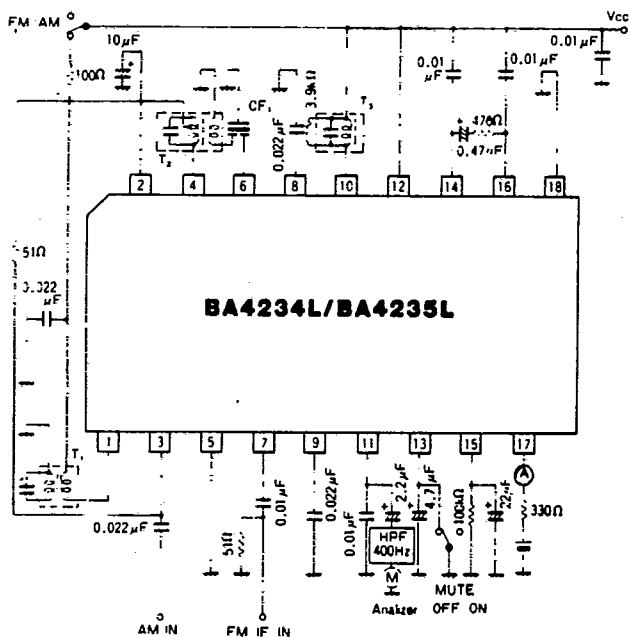 FM AM
Vcc
10μF
100Ω
0.01 μF
0.01μF
0.01μF
CF₁
3.9kΩ
T₃
0.022μF
T₂
470Ω
0.47μF
2 4 6 8 10 12 14 16 18
51Ω
0.022 μF
BA4234L/BA4235L
1 3 5 7 9 11 13 15 17
T₁
0.022μF
0.01μF
51Ω
0.022μF
0.01μF
2.2μF
4.7μF
100kΩ
22μF
A
330Ω
HPF
400Hz
M
Analizer
MUTE
OFF ON
AM IN
FM IF IN